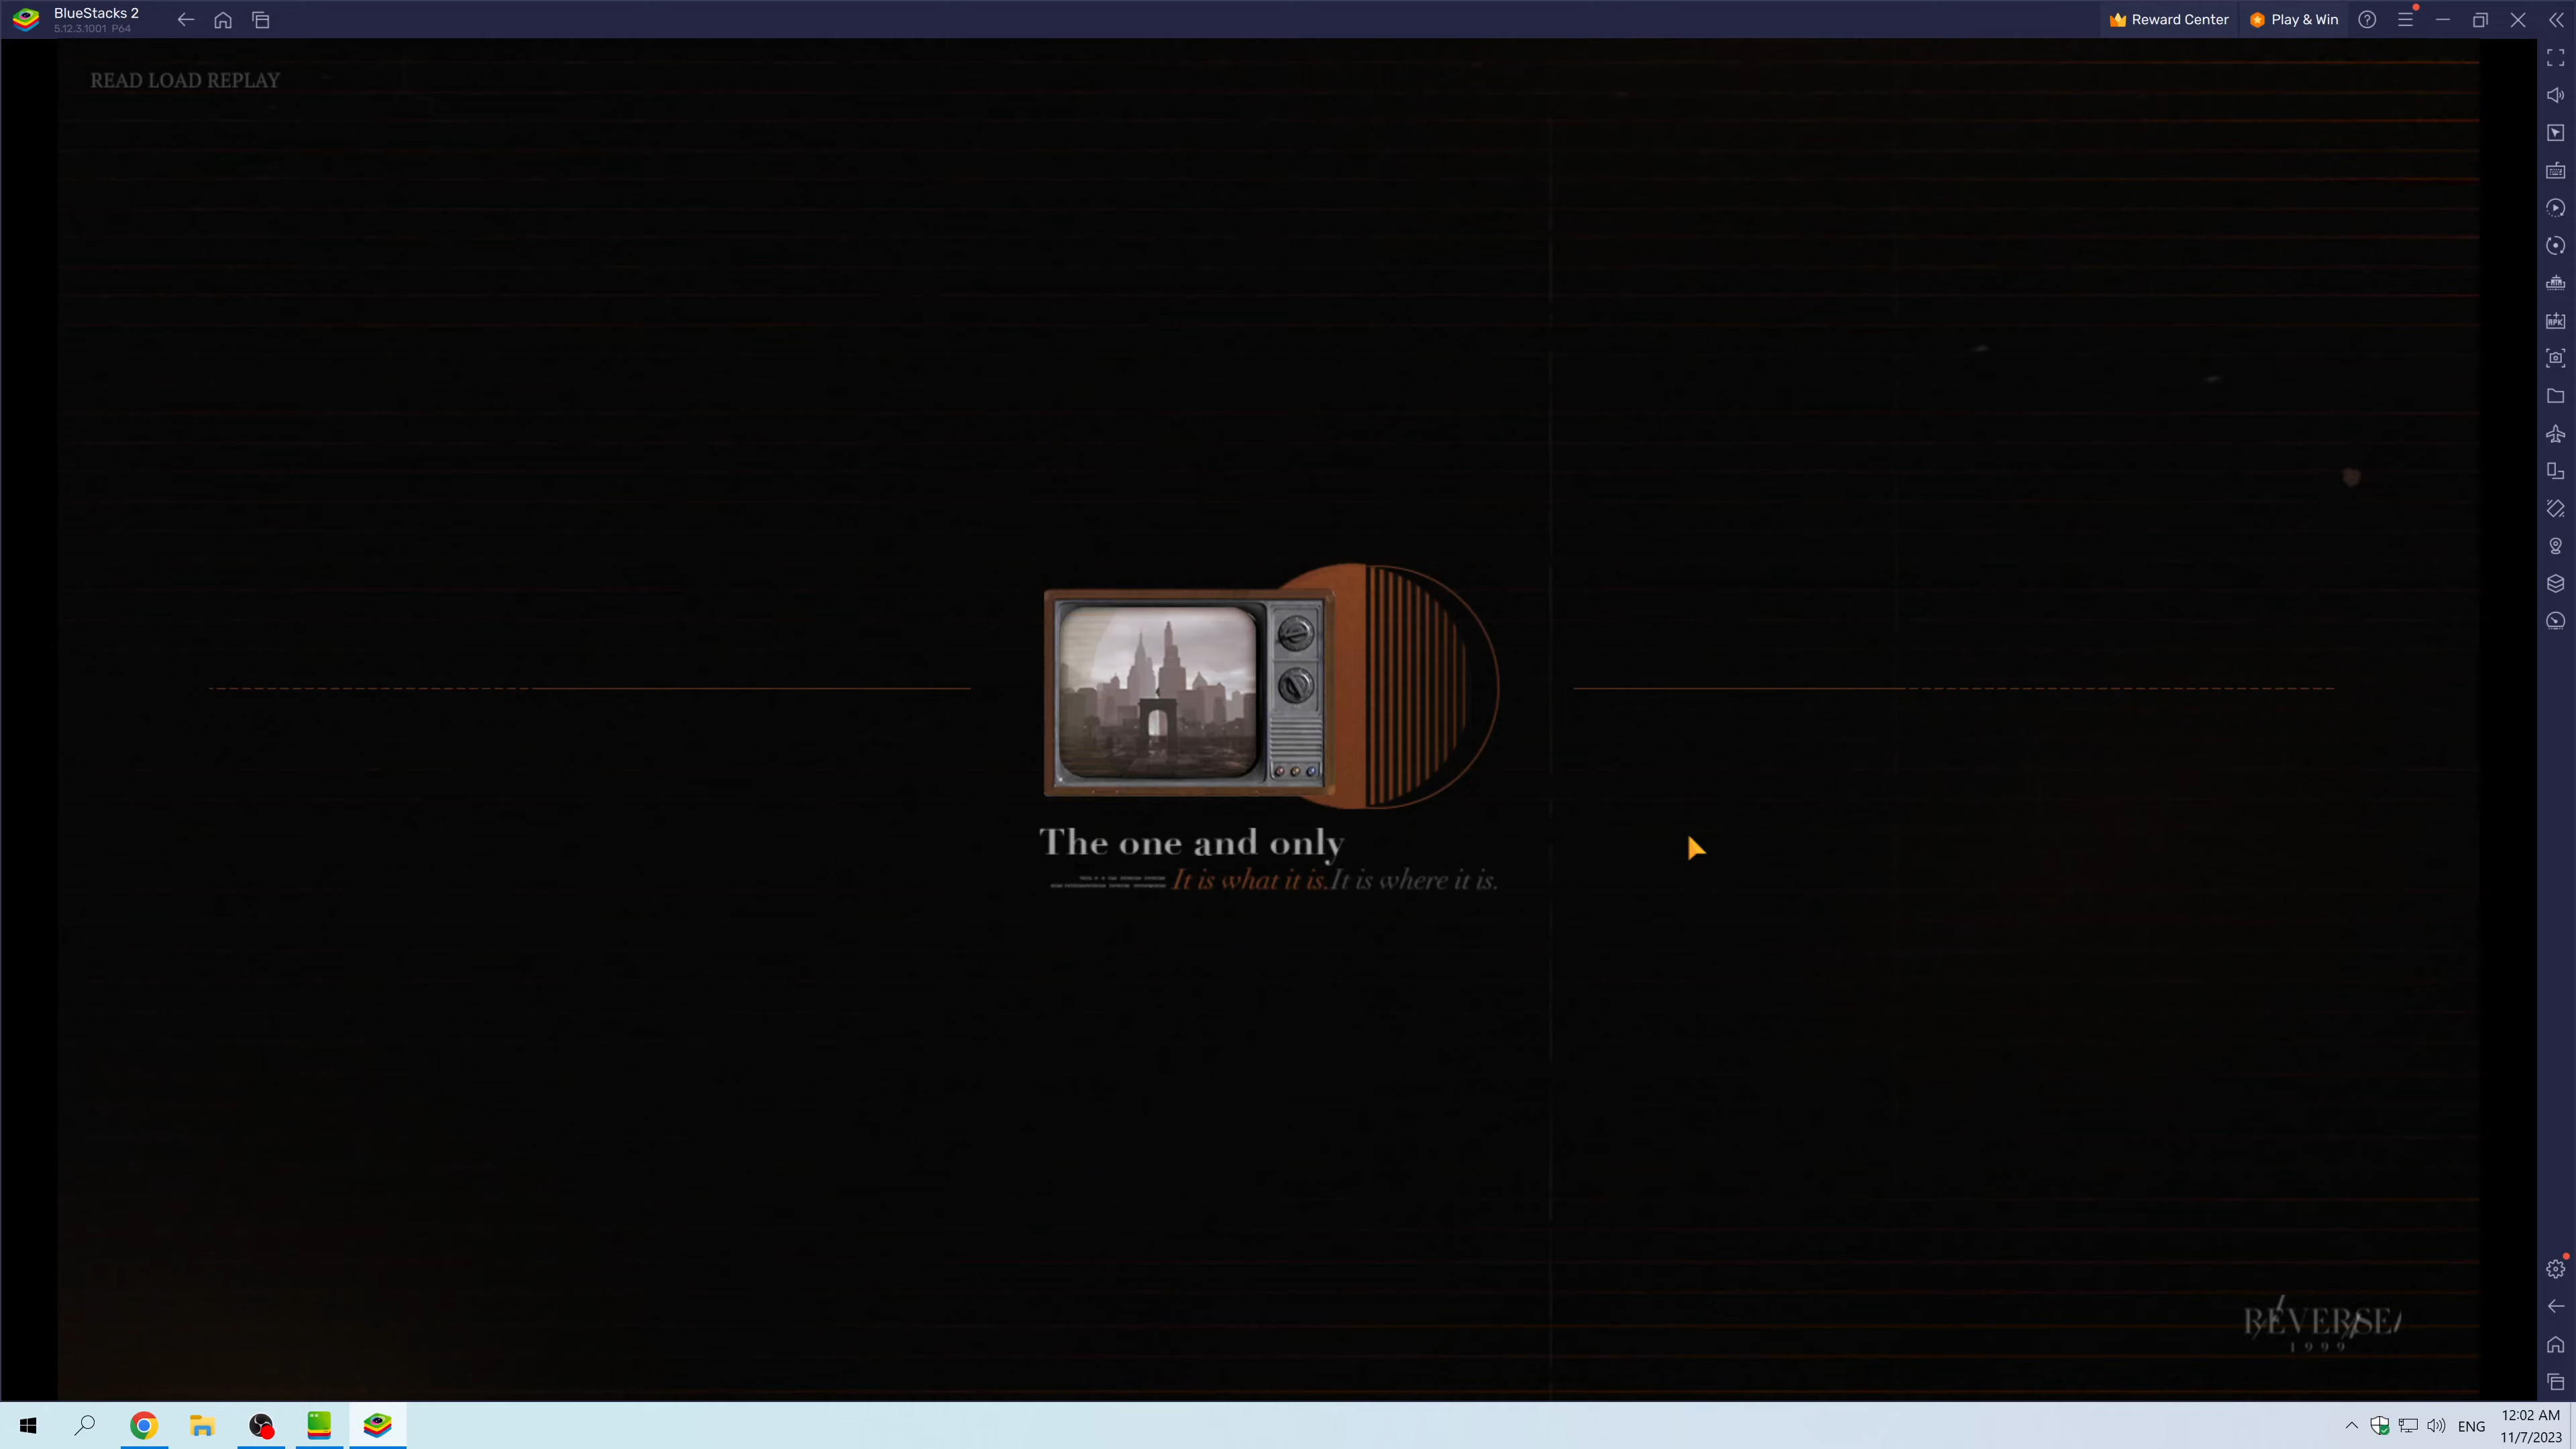 BlueStacks 2
5.12.3.1001 P64
Reward Center
Play & Win
READ LOAD REPLAY
The one and only
It is what it is.It is where it is.
REVERSE
1999
ENG
12:02 AM
11/7/2023